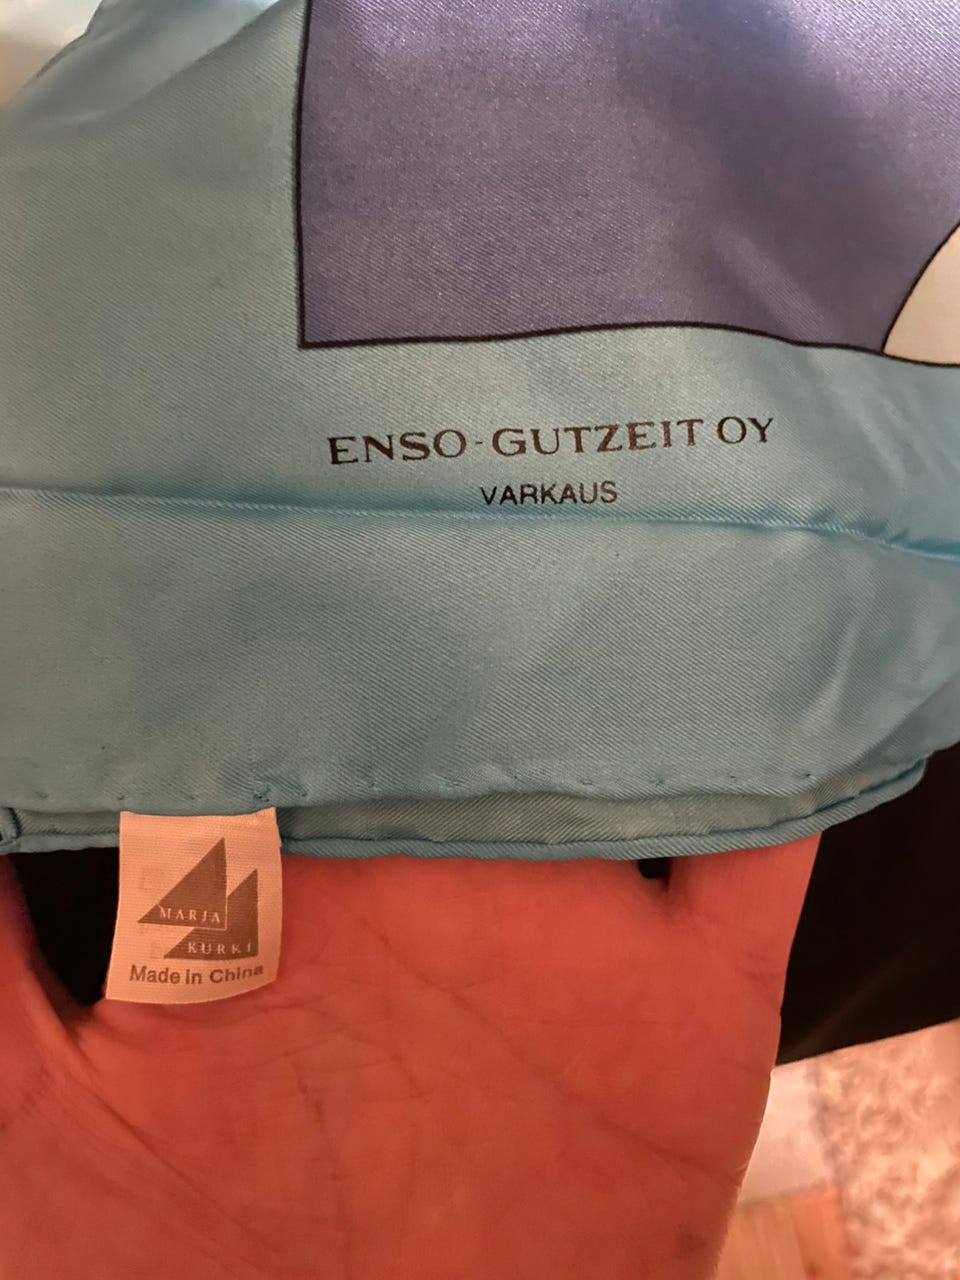 ENSO-GUTZEIT OY
VARKAUS
MARJA
KURKI
Made in China